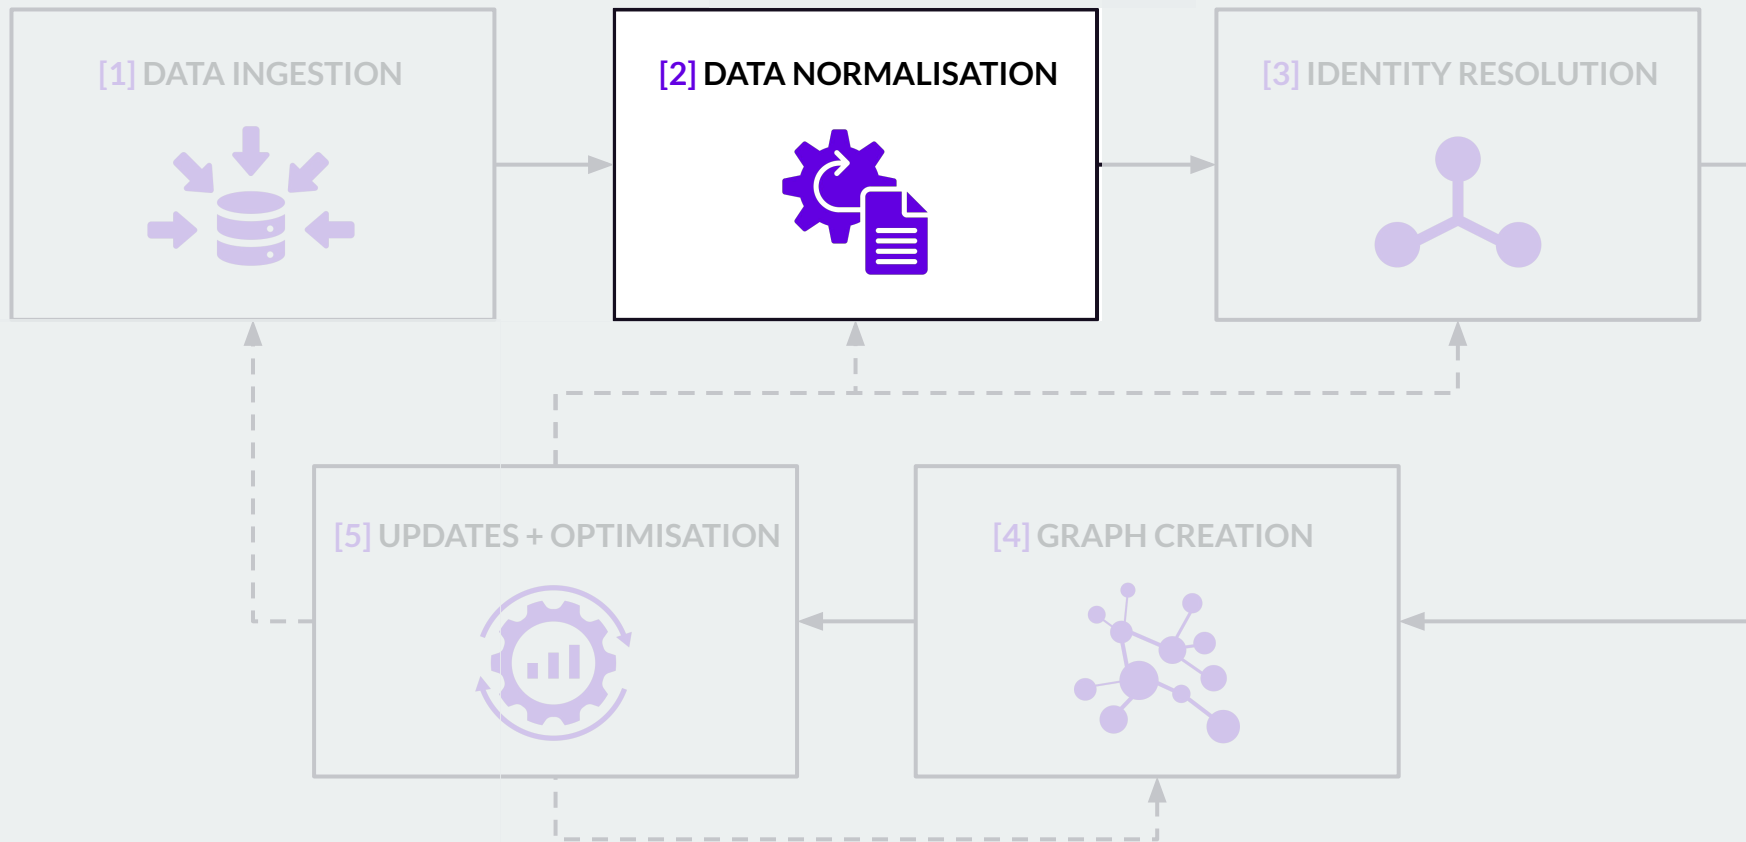 [1] DATA INGESTION
[2] DATA NORMALISATION
[3] IDENTITY RESOLUTION
[5] UPDATES + OPTIMISATION
[4] GRAPH CREATION